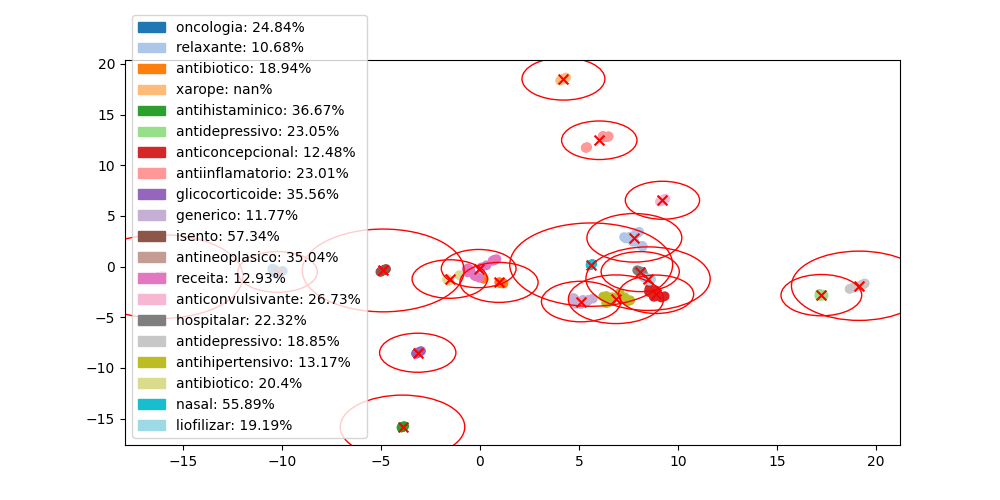 oncologia: 24.84%
relaxante: 10.68%
antibiotico: 18.94%
xarope: nan%
antihistaminico: 36.67%
antidepressivo: 23.05%
anticoncepcional: 12.48%
antiinflamatorio: 23.01%
glicocorticoide: 35.56%
generico: 11.77%
isento: 57.34%
antineoplasico: 35.04%
receita: 12.93%
anticonvulsivante: 26.73%
hospitalar: 22.32%
antidepressivo: 18.85%
antihipertensivo: 13.17%
antibiotico: 20.4%
nasal: 55.89%
liofilizar: 19.19%
20
15
10
5
0
−5
−10
−15
−15 −10 −5 0 5 10 15 20